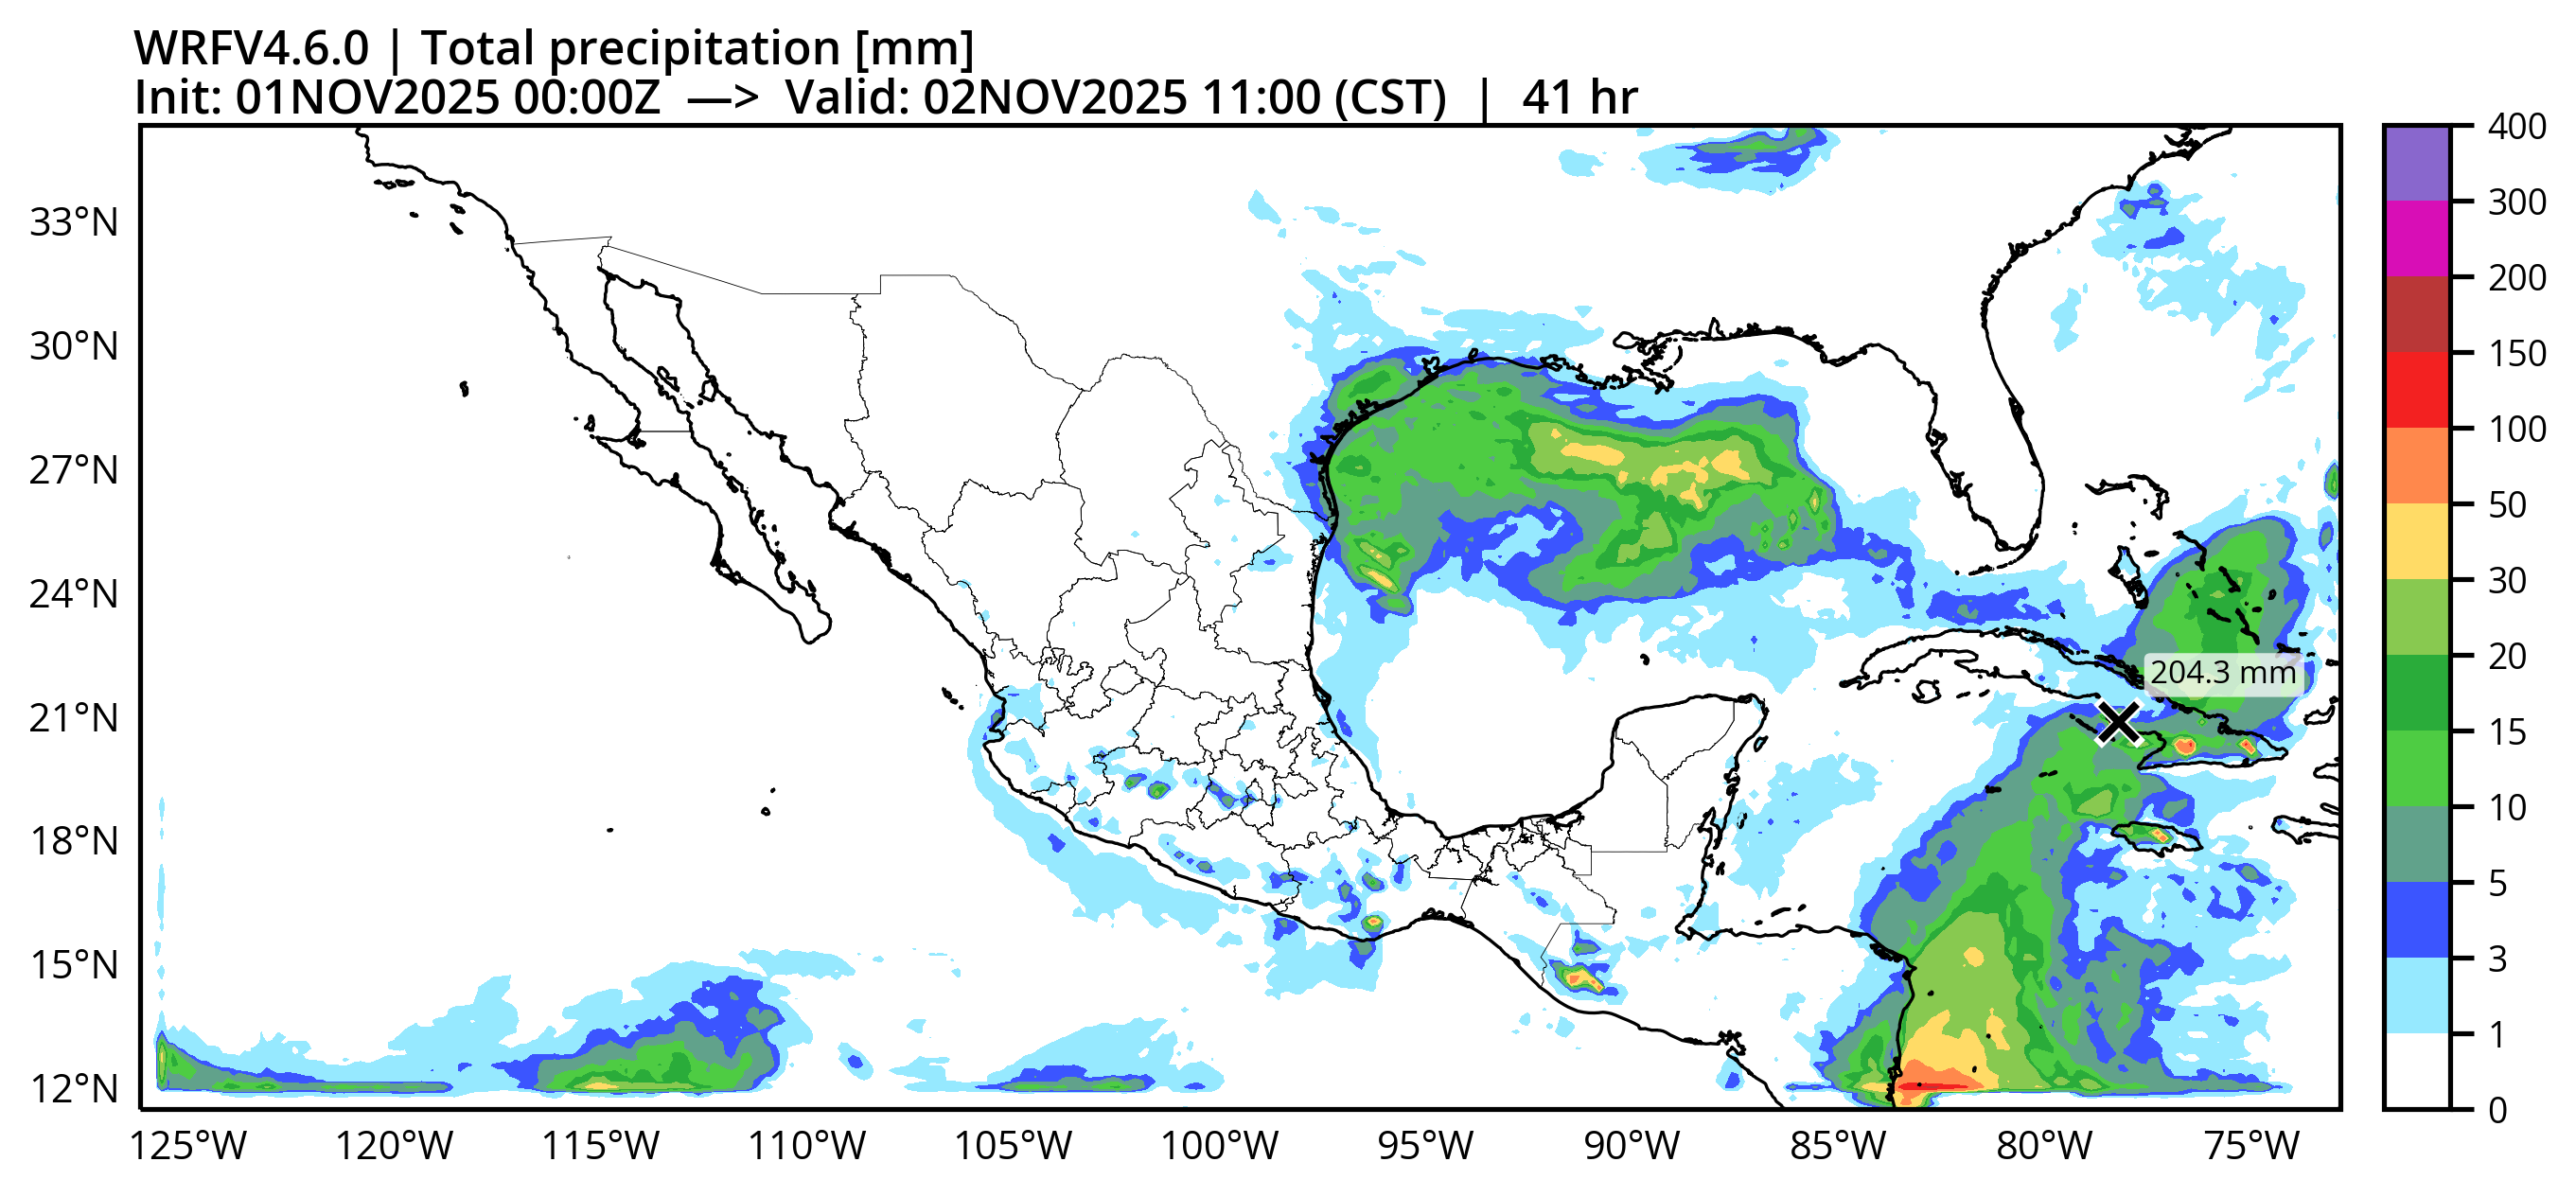 WRFV4.6.0 | Total precipitation [mm]
Init: 01NOV2025 00:00Z —> Valid: 02NOV2025 11:00 (CST) | 41 hr
33°N
30°N
27°N
24°N
21°N
18°N
15°N
12°N
125°W 120°W 115°W 110°W 105°W 100°W 95°W 90°W 85°W 80°W 75°W
204.3 mm
400
300
200
150
100
50
30
20
15
10
5
3
1
0